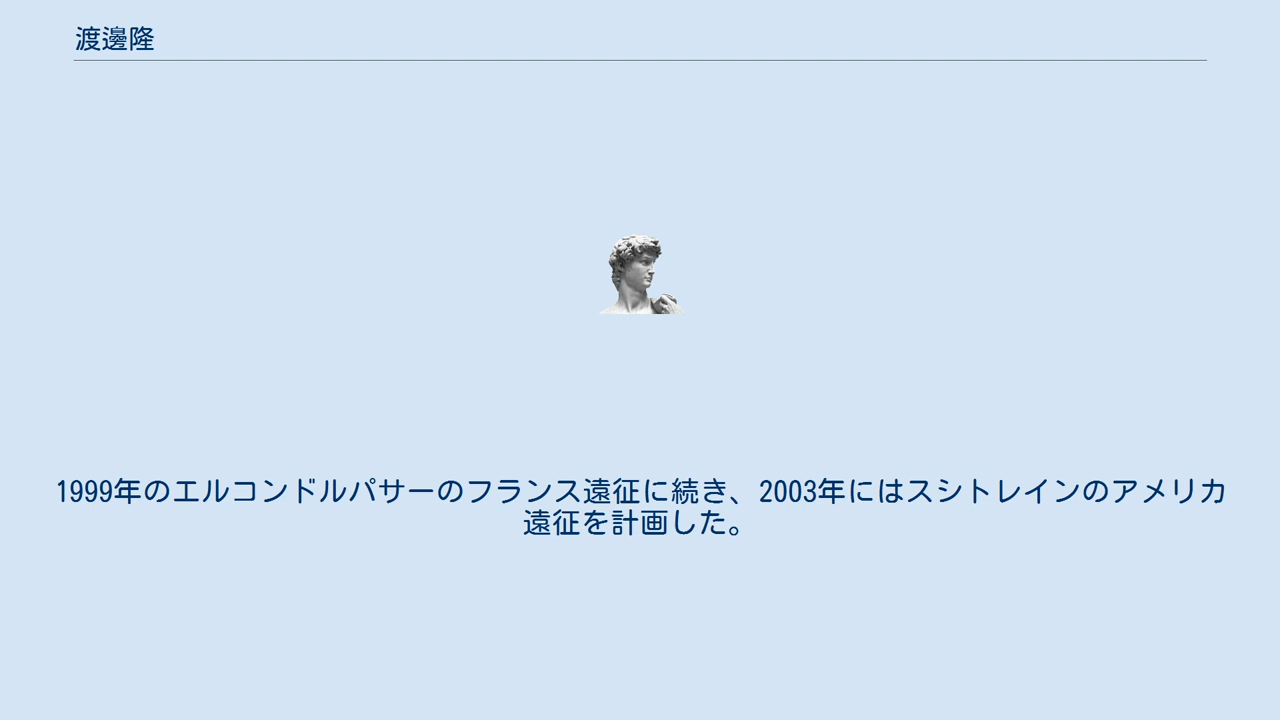 渡邊隆
1999年のエルコンドルパサーのフランス遠征に続き、2003年にはスシトレインのアメリカ
遠征を計画した。